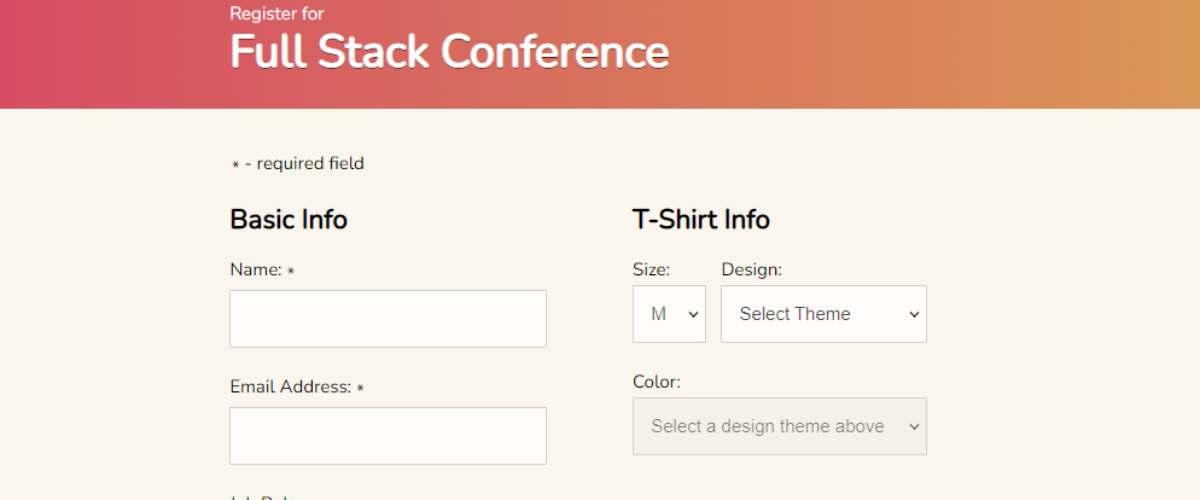 Register for
Full Stack Conference
* - required field
Basic Info
Name: *
Email Address: *
T-Shirt Info
Size: Design:
M Select Theme
Color:
Select a design theme above